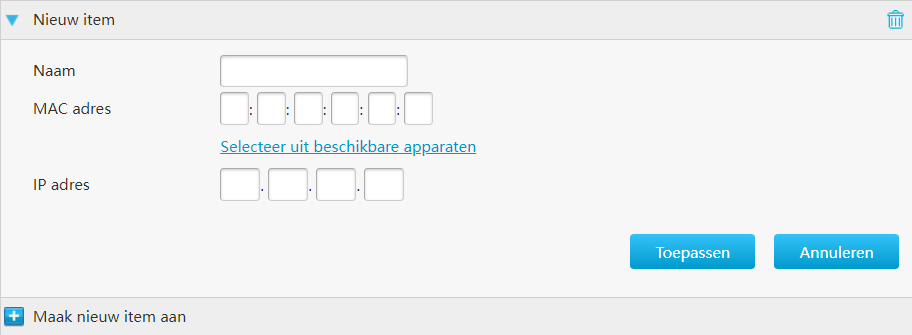 Nieuw item
Naam
MAC adres : : : : :
Selecteer uit beschikbare apparaten
IP adres . . .
Toepassen Annuleren
Maak nieuw item aan